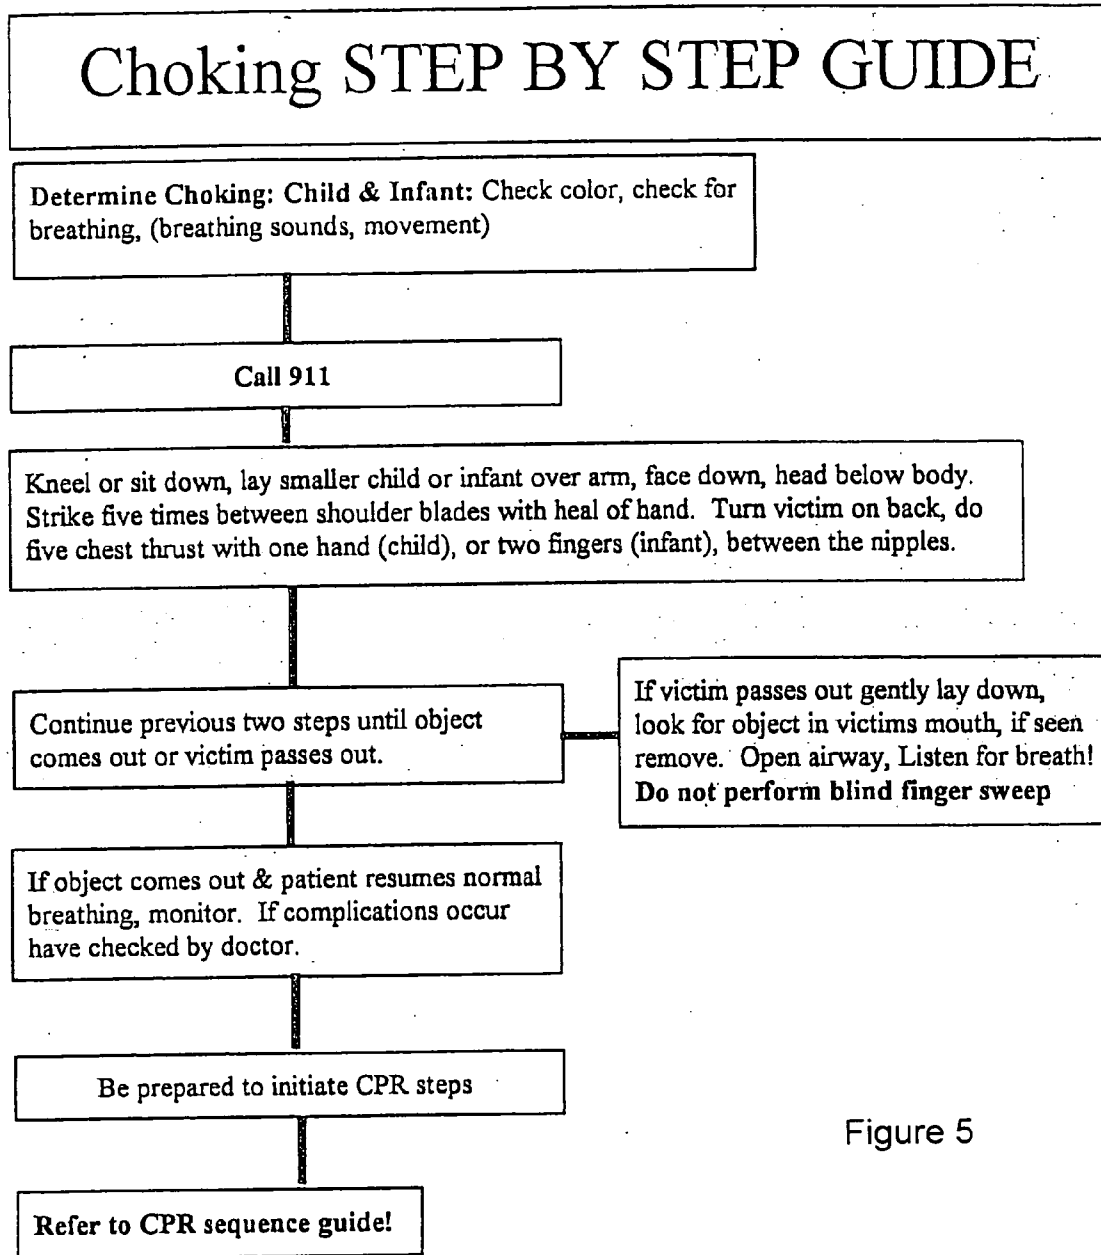 Choking STEP BY STEP GUIDE
Determine Choking: Child & Infant: Check color, check for
breathing, (breathing sounds, movement)
Call 911
Kneel or sit down, lay smaller child or infant over arm, face down, head below body.
Strike five times between shoulder blades with heal of hand. Turn victim on back, do
five chest thrust with one hand (child), or two fingers (infant), between the nipples.
Continue previous two steps until object
comes out or victim passes out.
If victim passes out gently lay down,
look for object in victims mouth, if seen
remove. Open airway, Listen for breath!
Do not perform blind finger sweep
If object comes out & patient resumes normal
breathing, monitor. If complications occur
have checked by doctor.
Be prepared to initiate CPR steps
Refer to CPR sequence guide!
Figure 5